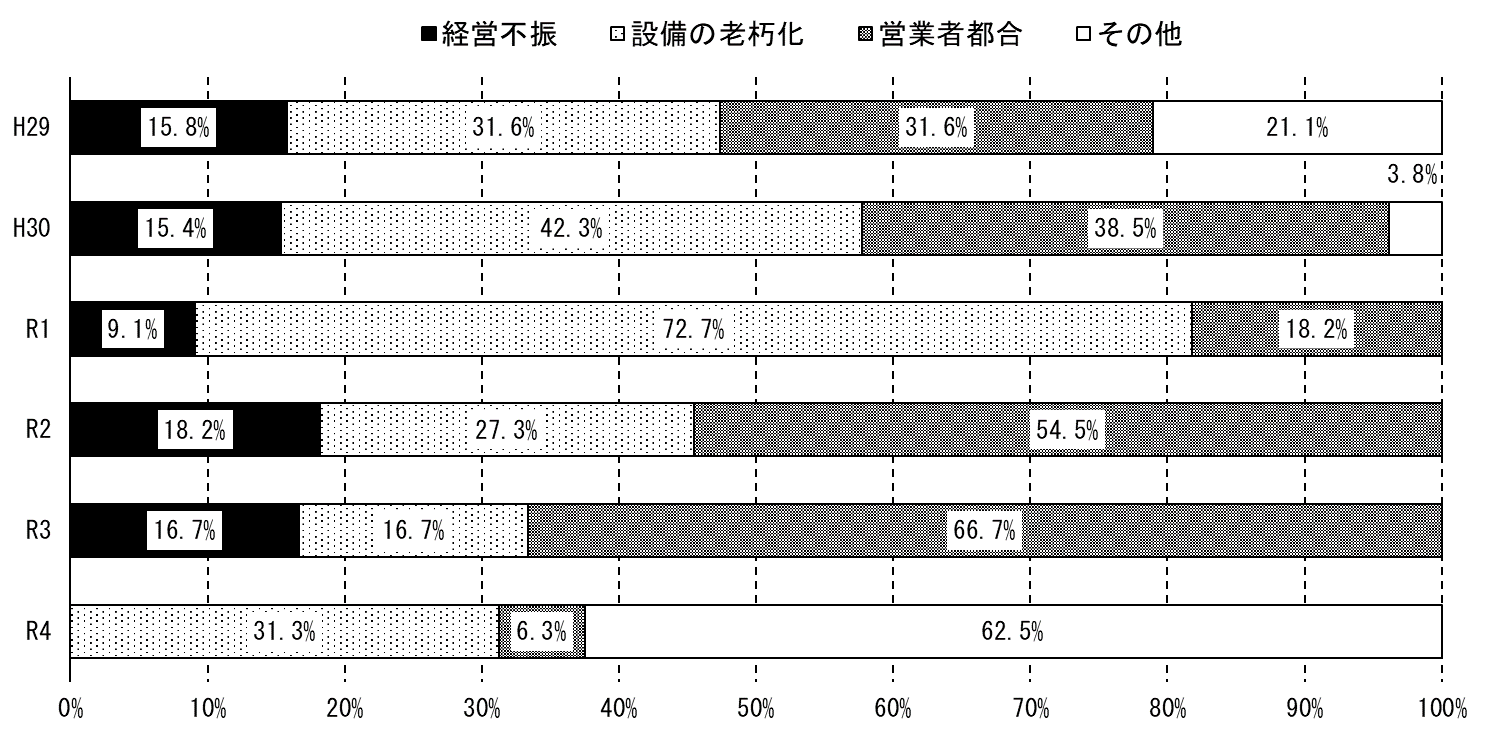 経営不振 設備の老朽化 営業者都合 その他
H29 15.8% 31.6% 31.6% 21.1%
3.8%
H30 15.4% 42.3% 38.5%
R1 9.1% 72.7% 18.2%
R2 18.2% 27.3% 54.5%
R3 16.7% 16.7% 66.7%
R4 31.3% 6.3% 62.5%
0% 10% 20% 30% 40% 50% 60% 70% 80% 90% 100%